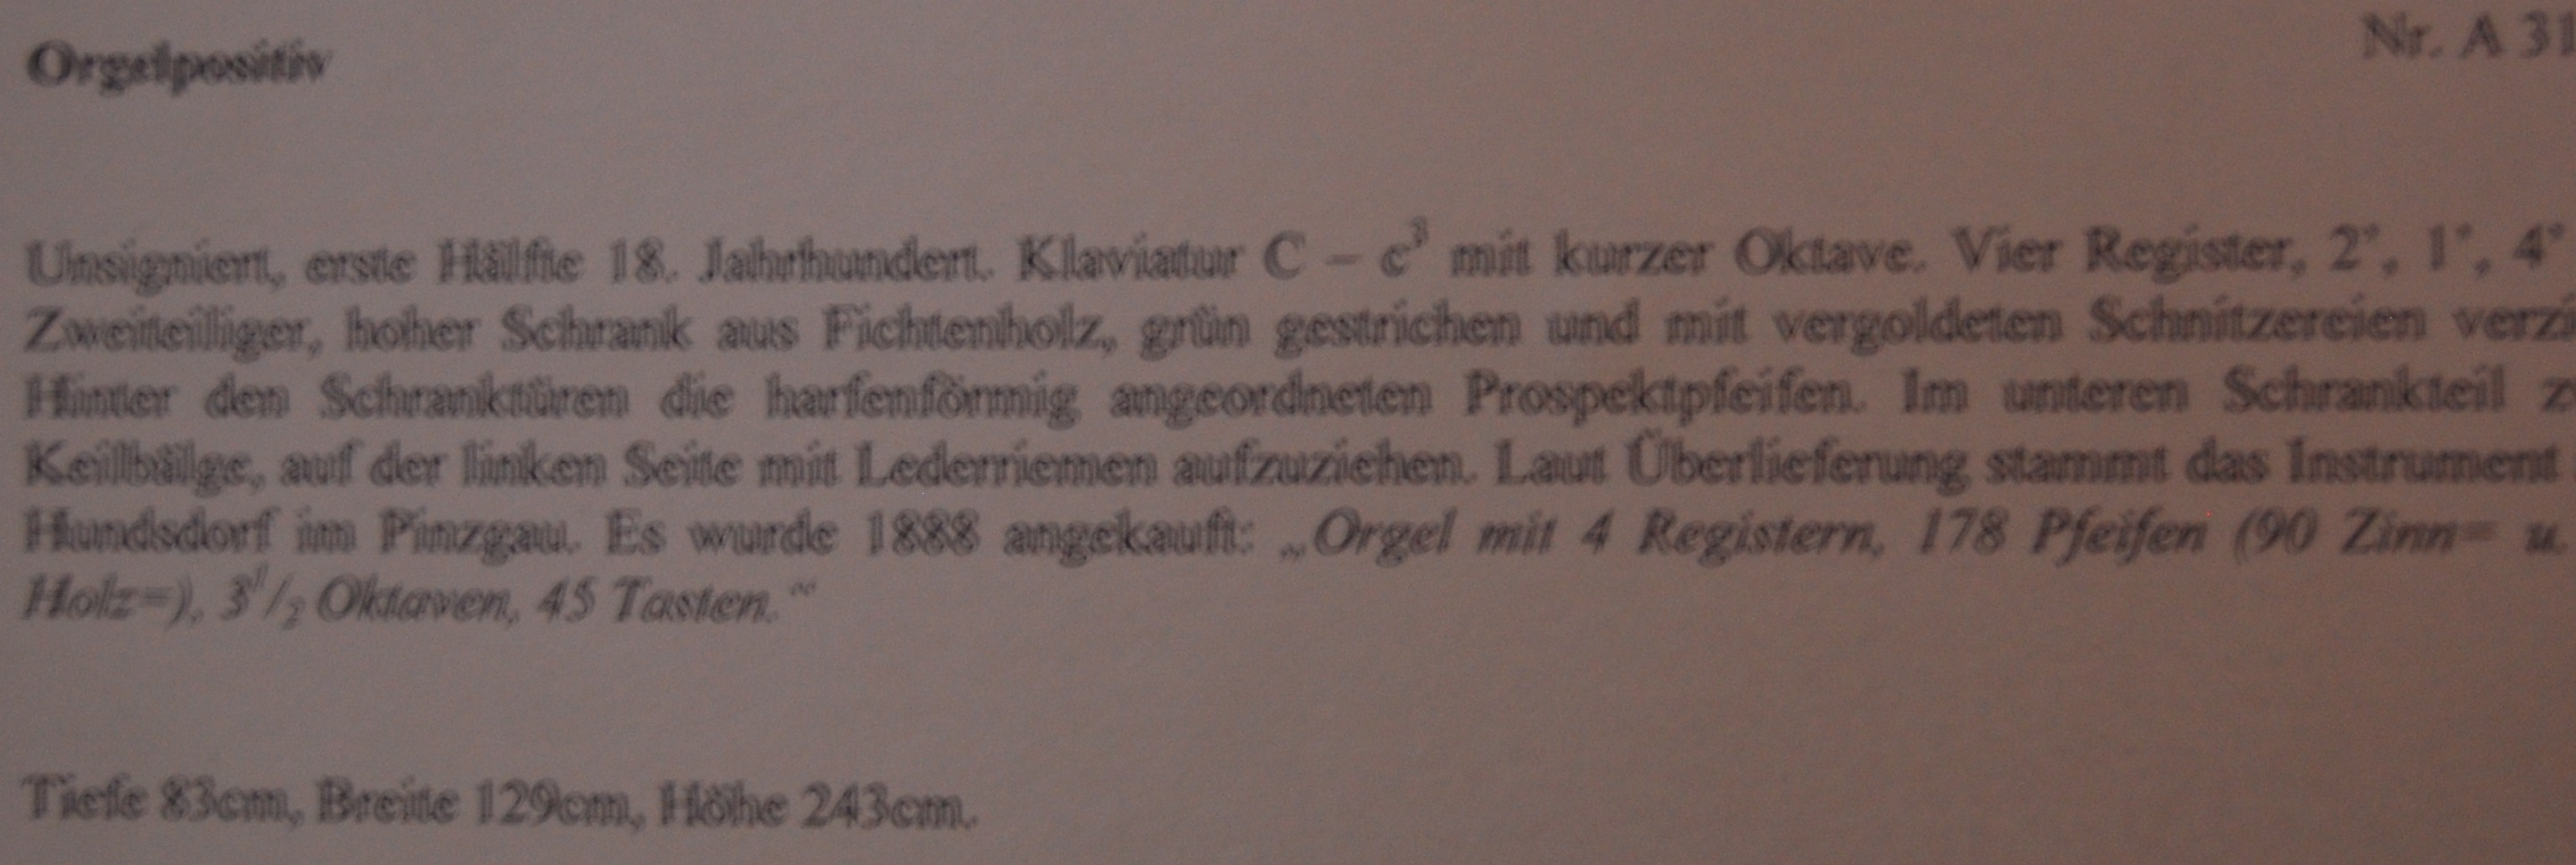 Orgelpositiv Nr. A 31
Unsigniert, erste Hälfte 18. Jahrhundert. Klaviatur C – c³ mit kurzer Oktave. Vier Register, 2', 1', 4'
Zweiteiliger, hoher Schrank aus Fichtenholz, grün gestrichen und mit vergoldeten Schnitzereien verzi
Hinter den Schranktüren die harfenförmig angeordneten Prospektpfeifen. Im unteren Schrankteil z
Keilbälge, auf der linken Seite mit Lederriemen aufzuziehen. Laut Überlieferung stammt das Instrument
Hundsdorf im Pinzgau. Es wurde 1888 angekauft: „Orgel mit 4 Registern, 178 Pfeifen (90 Zinn= u.
Holz=), 3¹/₂ Oktaven, 45 Tasten."
Tiefe 83cm, Breite 129cm, Höhe 243cm.